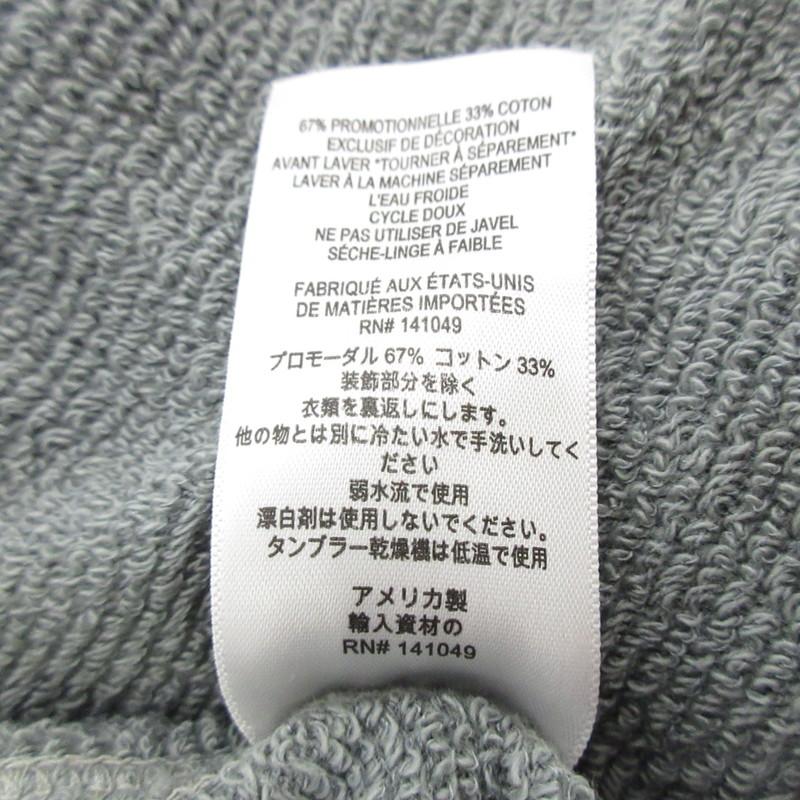 67% PROMOTIONNELLE 33% COTON
EXCLUSIF DE DÉCORATION
AVANT LAVER "TOURNER À SÉPAREMENT"
LAVER À LA MACHINE SÉPAREMENT
L'EAU FROIDE
CYCLE DOUX
NE PAS UTILISER DE JAVEL
SÉCHE-LINGE À FAIBLE
FABRIQUÉ AUX ÉTATS-UNIS
DE MATIÈRES IMPORTÉES
RN# 141049
プロモーダル 67% コットン 33%
装飾部分を除く
衣類を裏返しにします。
他の物とは別に冷たい水で手洗いしてく
ださい
弱水流で使用
漂白剤は使用しないでください。
タンブラー乾燥機は低温で使用
アメリカ製
輸入資材の
RN# 141049